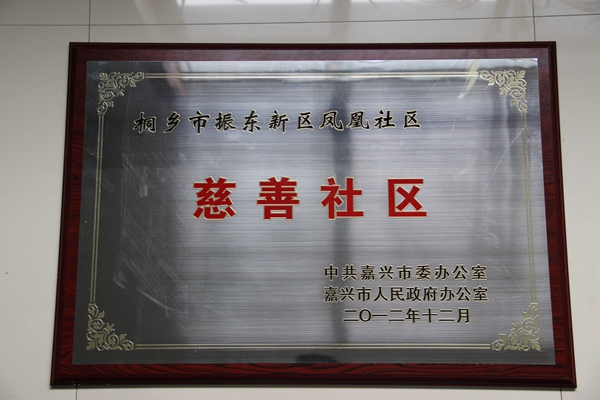 桐乡市振东新区凤凰社区
慈善社区
中共嘉兴市委办公室
嘉兴市人民政府办公室
二〇一二年十二月